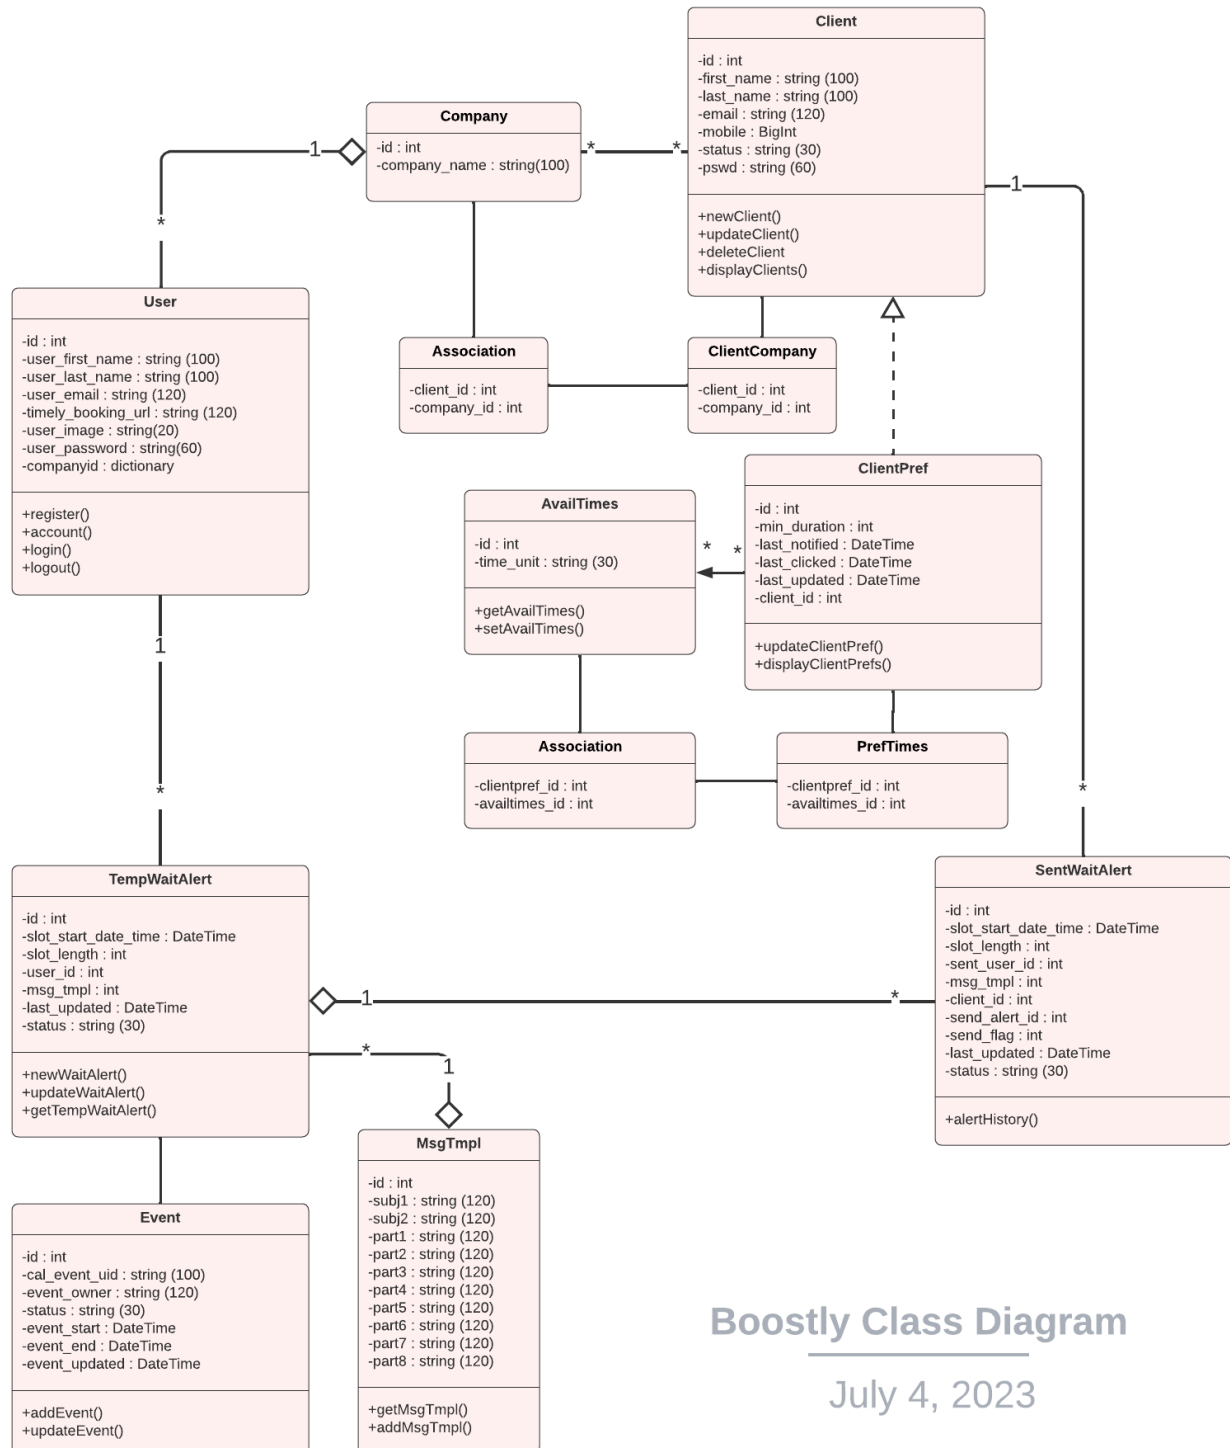 Client
-id : int
-first_name : string (100)
-last_name : string (100)
-email : string (120)
-mobile : BigInt
-status : string (30)
-pswd : string (60)
+newClient()
+updateClient()
+deleteClient
+displayClients()
Company
-id : int
-company_name : string(100)
1
*
*
*
1
*
User
-id : int
-user_first_name : string (100)
-user_last_name : string (100)
-user_email : string (120)
-timely_booking_url : string (120)
-user_image : string(20)
-user_password : string(60)
-companyid : dictionary
+register()
+account()
+login()
+logout()
Association
-client_id : int
-company_id : int
ClientCompany
-client_id : int
-company_id : int
AvailTimes
-id : int
-time_unit : string (30)
+getAvailTimes()
+setAvailTimes()
*
*
ClientPref
-id : int
-min_duration : int
-last_notified : DateTime
-last_clicked : DateTime
-last_updated : DateTime
-client_id : int
+updateClientPref()
+displayClientPrefs()
1
*
Association
-clientpref_id : int
-availtimes_id : int
PrefTimes
-clientpref_id : int
-availtimes_id : int
TempWaitAlert
-id : int
-slot_start_date_time : DateTime
-slot_length : int
-user_id : int
-msg_tmpl : int
-last_updated : DateTime
-status : string (30)
+newWaitAlert()
+updateWaitAlert()
+getTempWaitAlert()
1
*
SentWaitAlert
-id : int
-slot_start_date_time : DateTime
-slot_length : int
-sent_user_id : int
-msg_tmpl : int
-client_id : int
-send_alert_id : int
-send_flag : int
-last_updated : DateTime
-status : string (30)
+alertHistory()
*
1
MsgTmpl
-id : int
-subj1 : string (120)
-subj2 : string (120)
-part1 : string (120)
-part2 : string (120)
-part3 : string (120)
-part4 : string (120)
-part5 : string (120)
-part6 : string (120)
-part7 : string (120)
-part8 : string (120)
+getMsgTmpl()
+addMsgTmpl()
Event
-id : int
-cal_event_uid : string (100)
-event_owner : string (120)
-status : string (30)
-event_start : DateTime
-event_end : DateTime
-event_updated : DateTime
+addEvent()
+updateEvent()
Boostly Class Diagram
July 4, 2023